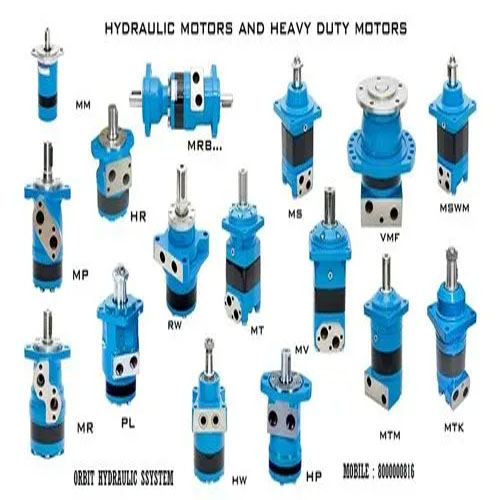 HYDRAULIC MOTORS AND HEAVY DUTY MOTORS
MM
MRB...
HR
MS
VMF
MSWM
MP
RW
MT
MV
MR
PL
HW
HP
MTM
MTK
ORBIT HYDRAULIC SSYSTEM
MOBILE : 8000000816